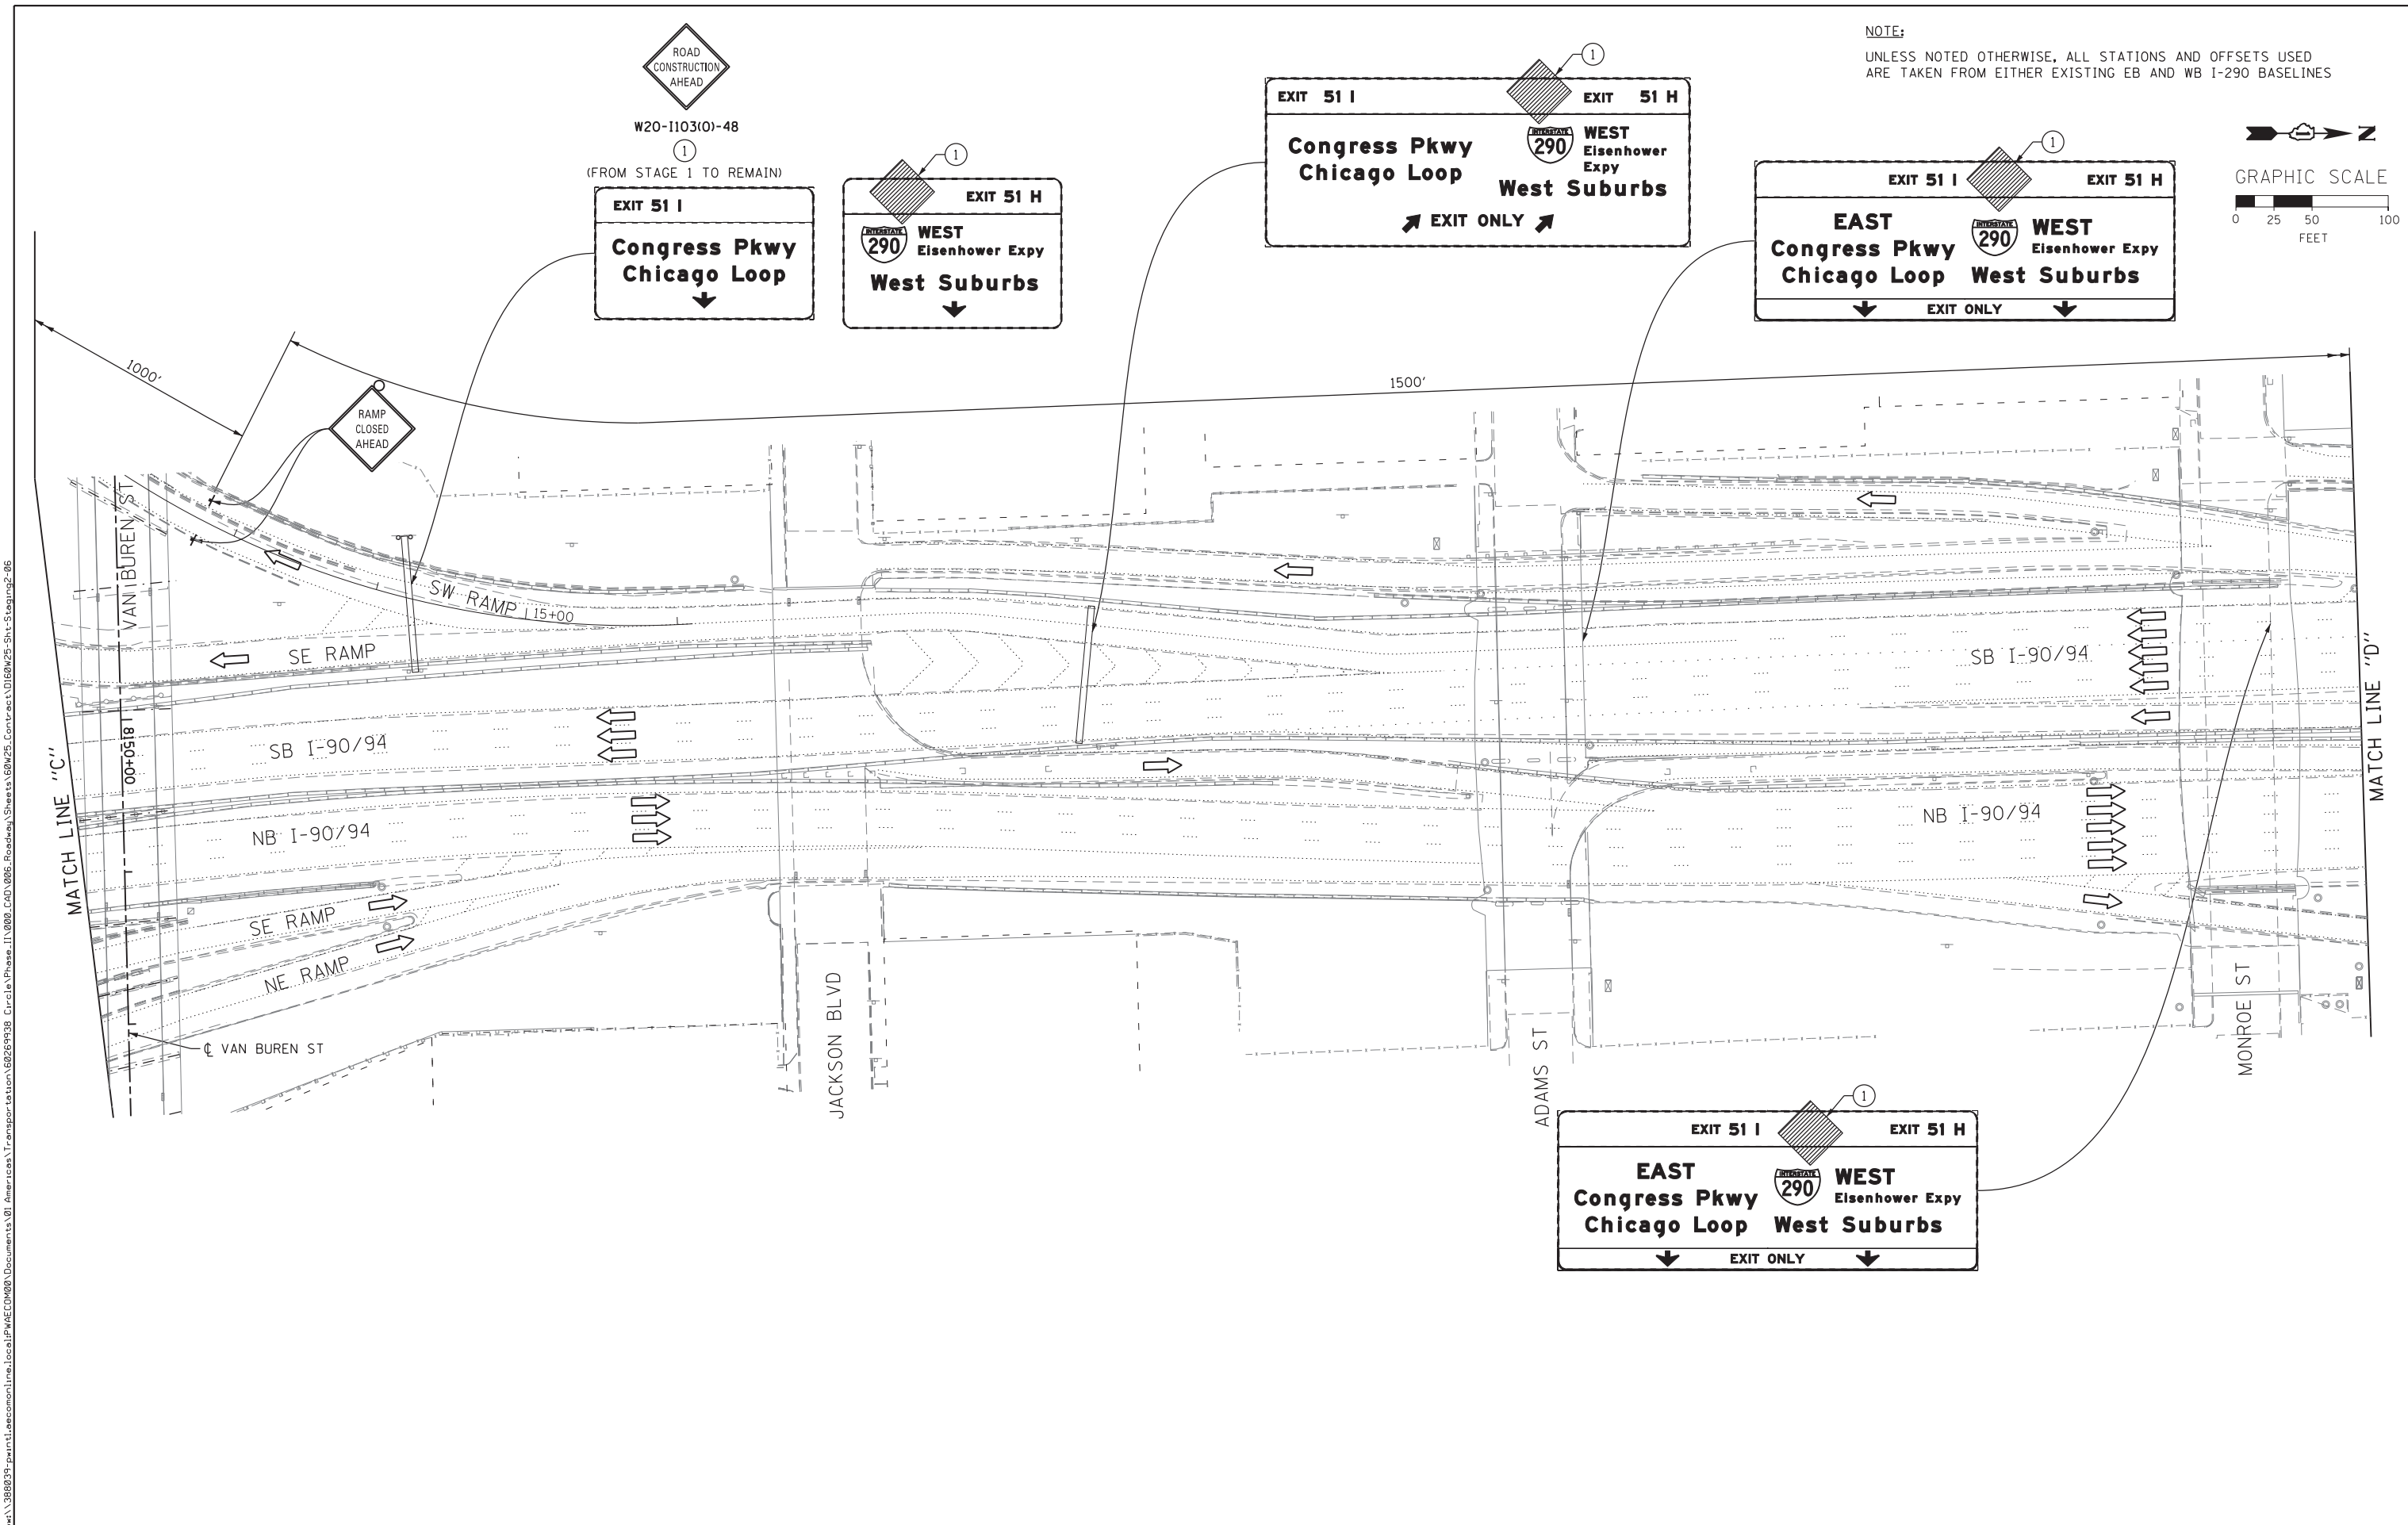 NOTE:
UNLESS NOTED OTHERWISE, ALL STATIONS AND OFFSETS USED
ARE TAKEN FROM EITHER EXISTING EB AND WB I-290 BASELINES
N
GRAPHIC SCALE
0 25 50 100
FEET
ROAD
CONSTRUCTION
AHEAD
W20-I103(O)-48
1
(FROM STAGE 1 TO REMAIN)
EXIT 51 I
Congress Pkwy
Chicago Loop
1
EXIT 51 H
INTERSTATE
290
WEST
Eisenhower Expy
West Suburbs
1
EXIT 51 I
EXIT 51 H
Congress Pkwy
Chicago Loop
INTERSTATE
290
WEST
Eisenhower
Expy
West Suburbs
EXIT ONLY
1
EXIT 51 I
EXIT 51 H
EAST
Congress Pkwy
Chicago Loop
INTERSTATE
290
WEST
Eisenhower Expy
West Suburbs
EXIT ONLY
1000'
1500'
RAMP
CLOSED
AHEAD
VAN BUREN ST
SW RAMP
15+00
SE RAMP
8150+00
SB I-90/94
SB I-90/94
NB I-90/94
NB I-90/94
SE RAMP
NE RAMP
MATCH LINE "C"
MATCH LINE "D"
℄ VAN BUREN ST
JACKSON BLVD
ADAMS ST
MONROE ST
1
EXIT 51 I
EXIT 51 H
EAST
Congress Pkwy
Chicago Loop
INTERSTATE
290
WEST
Eisenhower Expy
West Suburbs
EXIT ONLY